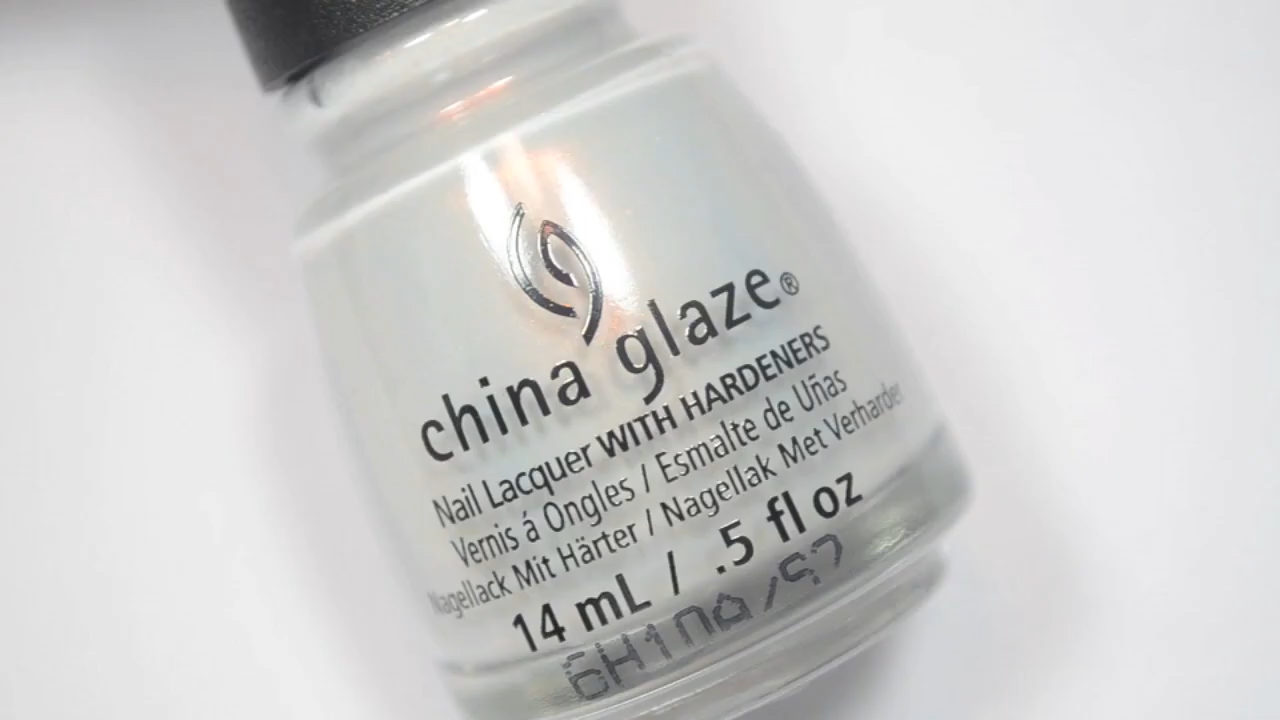 china glaze®
Nail Lacquer WITH HARDENERS
Vernis á Ongles / Esmalte de Uñas
Nagellack Mit Härter / Nagellak Met Verharder
14 mL / .5 fl oz